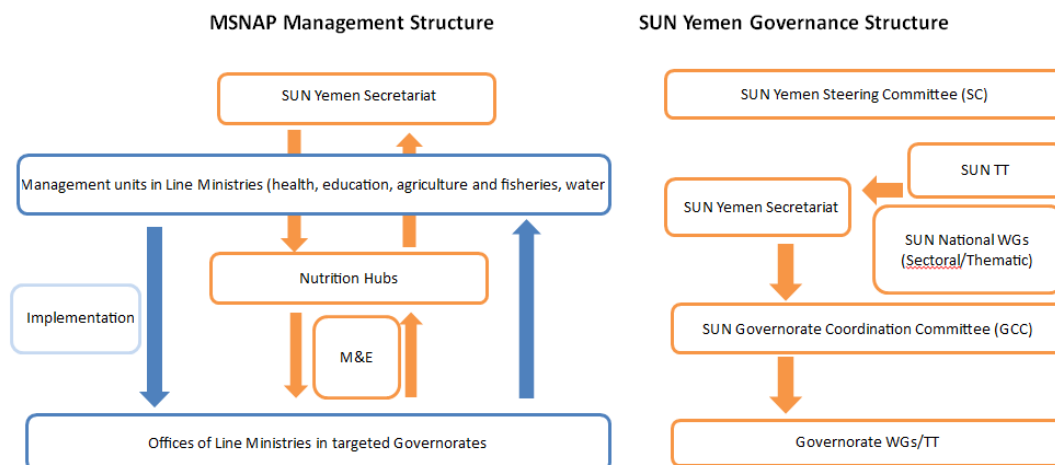 MSNAP Management Structure
SUN Yemen Secretariat
Management units in Line Ministries (health, education, agriculture and fisheries, water
Nutrition Hubs
Implementation
M&E
Offices of Line Ministries in targeted Governorates
SUN Yemen Governance Structure
SUN Yemen Steering Committee (SC)
SUN TT
SUN Yemen Secretariat
SUN National WGs
(Sectoral/Thematic)
SUN Governorate Coordination Committee (GCC)
Governorate WGs/TT